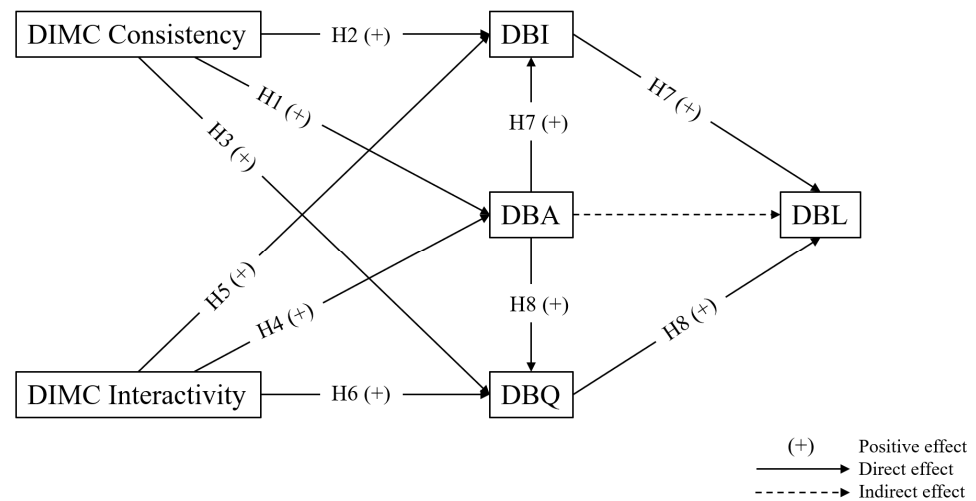 DIMC Consistency
H2 (+)
DBI
H1 (+)
H7 (+)
H3 (+)
H7 (+)
DBA
DBL
H5 (+)
H4 (+)
H8 (+)
H8 (+)
DIMC Interactivity
H6 (+)
DBQ
(+) Positive effect
Direct effect
Indirect effect